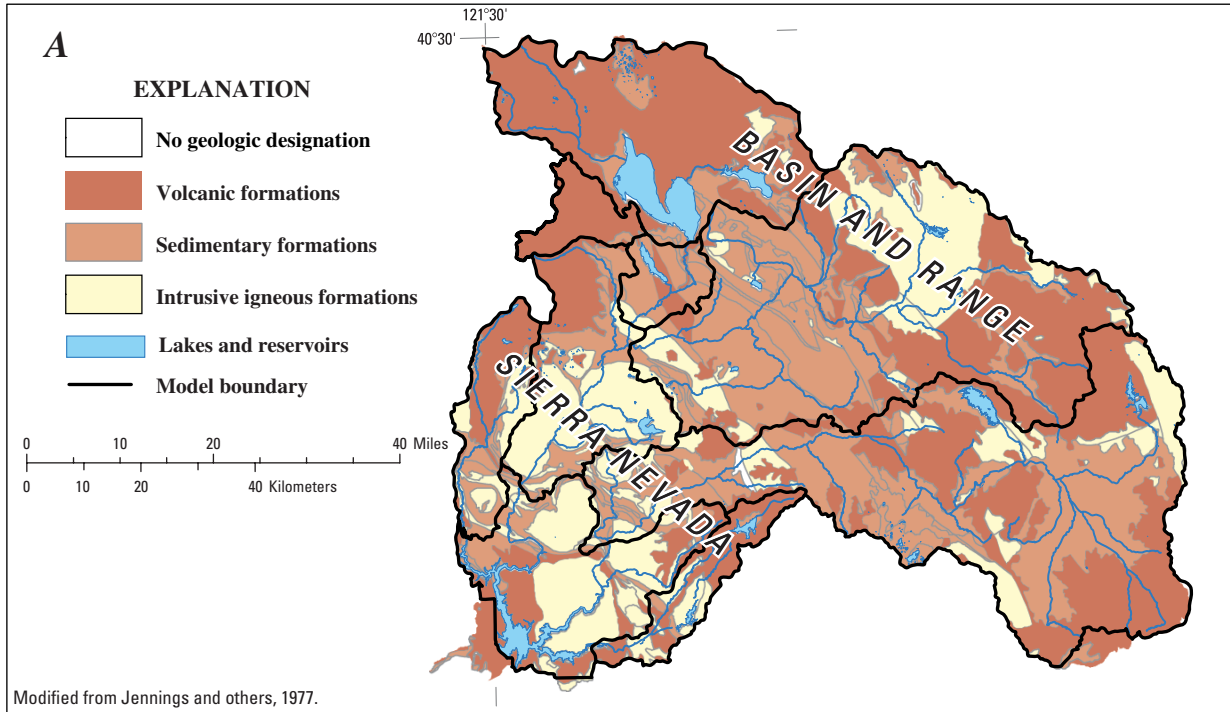 A
121°30'
40°30'
EXPLANATION
No geologic designation
Volcanic formations
Sedimentary formations
Intrusive igneous formations
Lakes and reservoirs
Model boundary
0 10 20 40 Miles
0 10 20 40 Kilometers
BASIN AND RANGE
SIERRA NEVADA
Modified from Jennings and others, 1977.